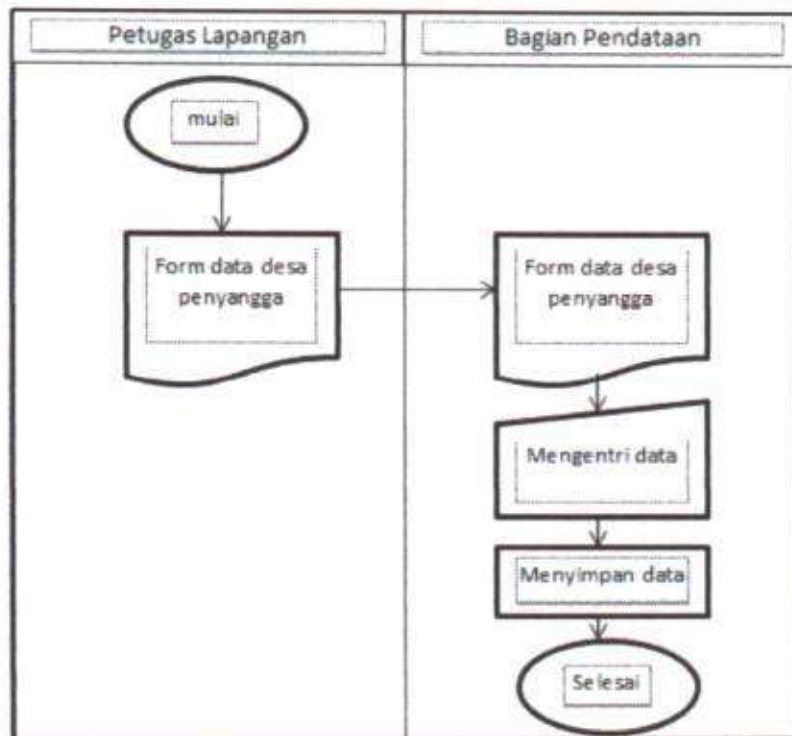 Petugas Lapangan
Bagian Pendataan
mulai
Form data desa
penyangga
Form data desa
penyangga
Mengentri data
Menyimpan data
Selesai